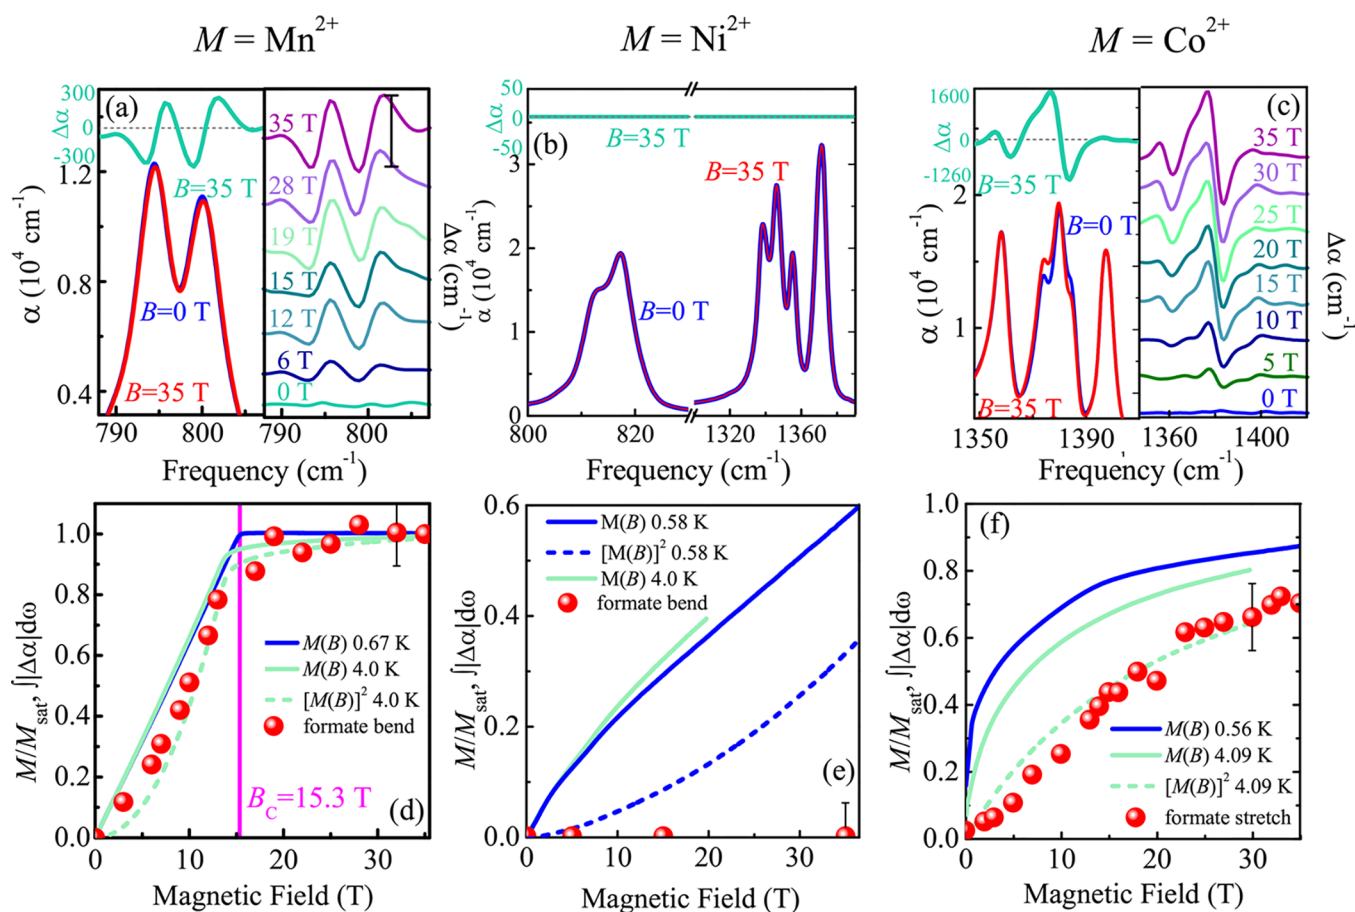 M = Mn²⁺
M = Ni²⁺
M = Co²⁺
(a)
300
0
-300
Δα
1.2
0.8
0.4
α (10⁴ cm⁻¹)
B=35 T
B=0 T
B=35 T
790
800
35 T
28 T
19 T
15 T
12 T
6 T
0 T
790
800
Frequency (cm⁻¹)
Δα (cm⁻¹)
(b)
50
0
-50
Δα
B=35 T
3
2
1
0
α (10⁴ cm⁻¹)
B=35 T
B=0 T
800
820
1320
1360
Frequency (cm⁻¹)
1600
0
-1260
Δα
B=35 T
2
1
α (10⁴ cm⁻¹)
B=0 T
B=35 T
1350
1390
(c)
35 T
30 T
25 T
20 T
15 T
10 T
5 T
0 T
1360
1400
Frequency (cm⁻¹)
Δα (cm⁻¹)
1.0
0.8
0.6
0.4
0.2
0.0
M/Mₛₐₜ, ∫|Δα|dω
M(B) 0.67 K
M(B) 4.0 K
[M(B)]² 4.0 K
formate bend
B_C=15.3 T
(d)
0
10
20
30
Magnetic Field (T)
0.6
0.4
0.2
0.0
M/Mₛₐₜ, ∫|Δα|dω
M(B) 0.58 K
[M(B)]² 0.58 K
M(B) 4.0 K
formate bend
(e)
0
10
20
30
Magnetic Field (T)
1.0
0.8
0.6
0.4
0.2
0.0
M/Mₛₐₜ, ∫|Δα|dω
(f)
M(B) 0.56 K
M(B) 4.09 K
[M(B)]² 4.09 K
formate stretch
0
10
20
30
Magnetic Field (T)